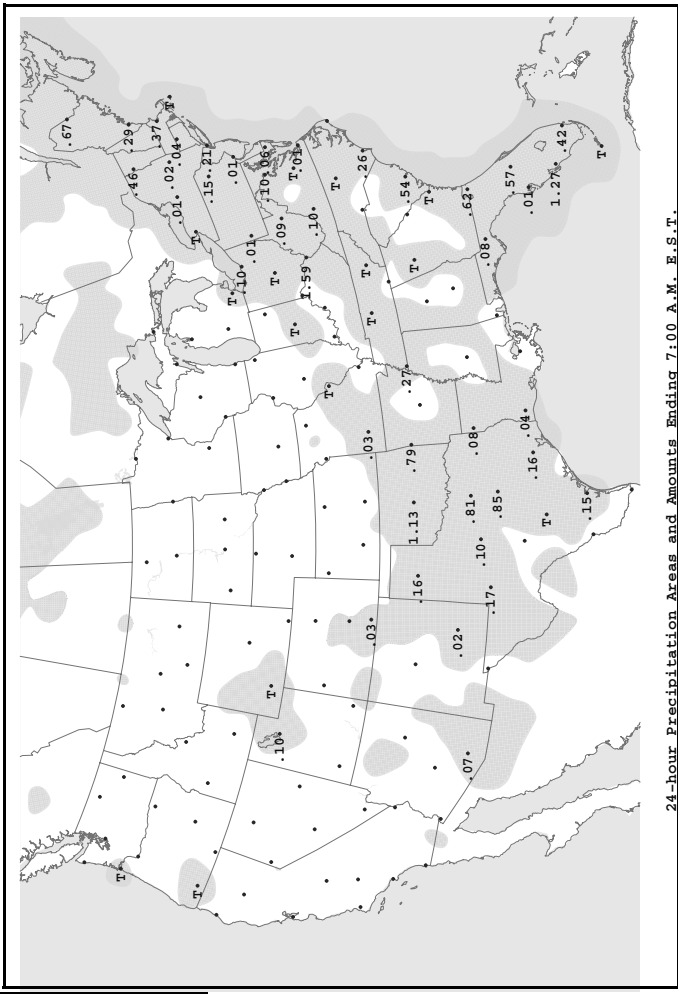 .67
.29
.46
T
.37
T
.02
.04
.01
T
T
.21
.15
T
.01
.10
.01
.10
.06
T
T
.10
.09
T
T
.01
1.59
.10
T
T
.26
T
.03
.03
T
.54
.27
.79
T
1.13
.16
T
.02
.07
.62
.81
.08
.10
.08
.17
.85
.57
.04
.01
.16
T
1.27
.42
.15
T
24-hour Precipitation Areas and Amounts Ending 7:00 A.M. E.S.T.